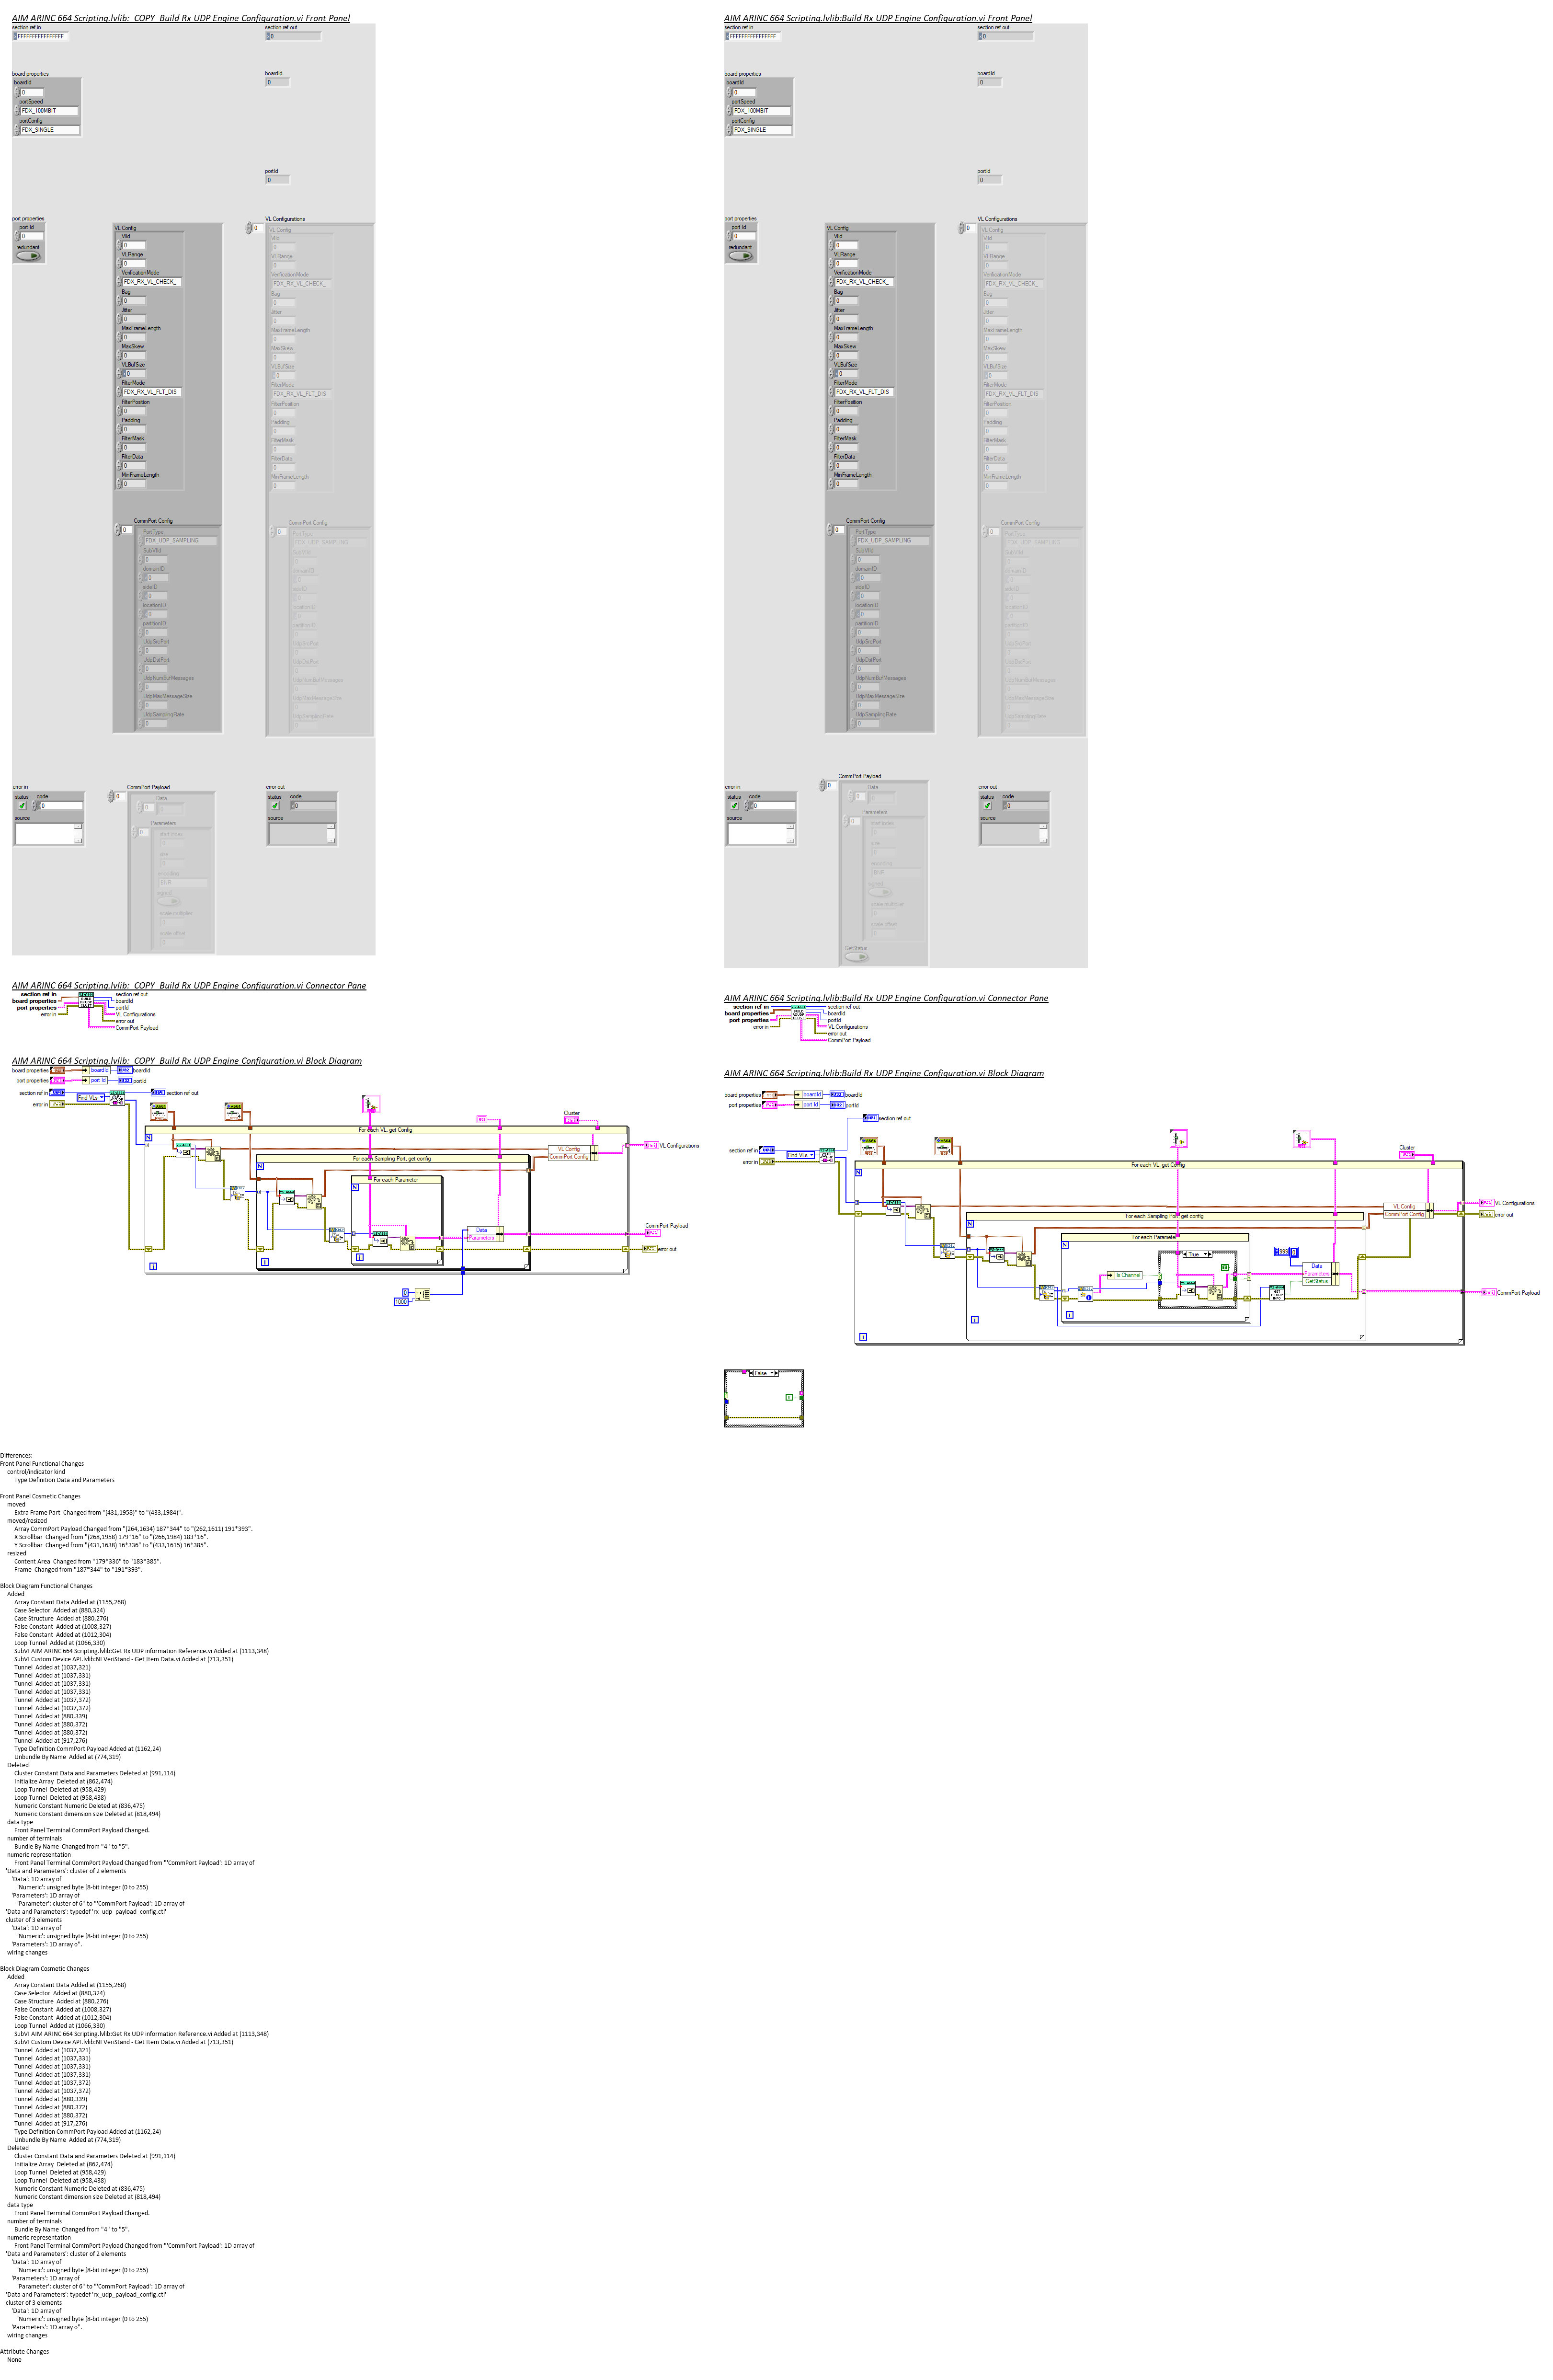 AIM ARINC 664 Scripting.lvlib:_COPY_Build Rx UDP Engine Configuration.vi Front Panel
section ref in
FFFFFFFFFFFFFFFF
section ref out
0
board properties
boardId
0
portSpeed
FDX_100MBIT
portConfig
FDX_SINGLE
boardId
0
portId
0
port properties
port Id
0
redundant
VL Config
VlId
0
VLRange
0
VerificationMode
FDX_RX_VL_CHECK_
Bag
0
Jitter
0
MaxFrameLength
0
MaxSkew
0
VLBufSize
0
FilterMode
FDX_RX_VL_FLT_DIS
FilterPosition
0
Padding
0
FilterMask
0
FilterData
0
MinFrameLength
0
CommPort Config
0
PortType
FDX_UDP_SAMPLING
SubVlId
0
domainID
0
sideID
0
locationID
0
partitionID
0
UdpSrcPort
0
UdpDstPort
0
UdpNumBufMessages
0
UdpMaxMessageSize
0
UdpSamplingRate
0
VL Configurations
0
VL Config
VlId
0
VLRange
0
VerificationMode
FDX_RX_VL_CHECK_
Bag
0
Jitter
0
MaxFrameLength
0
MaxSkew
0
VLBufSize
0
FilterMode
FDX_RX_VL_FLT_DIS
FilterPosition
0
Padding
0
FilterMask
0
FilterData
0
MinFrameLength
0
CommPort Config
0
PortType
FDX_UDP_SAMPLING
error in
status code
0
source
CommPort Payload
0
Data
0
Parameters
0
start index
size
encoding
signed
scale multiplier
scale offset
error out
status code
0
source
AIM ARINC 664 Scripting.lvlib:Build Rx UDP Engine Configuration.vi Front Panel
section ref in
FFFFFFFFFFFFFFFF
section ref out
0
board properties
boardId
0
portSpeed
FDX_100MBIT
portConfig
FDX_SINGLE
boardId
0
portId
0
port properties
port Id
0
redundant
VL Config
VlId
0
VLRange
0
VerificationMode
FDX_RX_VL_CHECK_
Bag
0
Jitter
0
MaxFrameLength
0
MaxSkew
0
VLBufSize
0
FilterMode
FDX_RX_VL_FLT_DIS
FilterPosition
0
Padding
0
FilterMask
0
FilterData
0
MinFrameLength
0
CommPort Config
0
PortType
FDX_UDP_SAMPLING
SubVlId
0
domainID
0
sideID
0
locationID
0
partitionID
0
UdpSrcPort
0
UdpDstPort
0
UdpNumBufMessages
0
UdpMaxMessageSize
0
UdpSamplingRate
0
VL Configurations
0
VL Config
VlId
0
VLRange
0
VerificationMode
FDX_RX_VL_CHECK_
Bag
0
Jitter
0
MaxFrameLength
0
MaxSkew
0
VLBufSize
0
FilterMode
FDX_RX_VL_FLT_DIS
FilterPosition
0
Padding
0
FilterMask
0
FilterData
0
MinFrameLength
0
CommPort Config
0
PortType
FDX_UDP_SAMPLING
error in
status code
0
source
CommPort Payload
0
Data
0
Parameters
0
start index
size
encoding
signed
scale multiplier
scale offset
GetStatus
error out
status code
0
source
AIM ARINC 664 Scripting.lvlib:_COPY_Build Rx UDP Engine Configuration.vi Connector Pane
section ref in
board properties
port properties
error in
section ref out
boardId
portId
VL Configurations
error out
CommPort Payload
AIM ARINC 664 Scripting.lvlib:Build Rx UDP Engine Configuration.vi Connector Pane
section ref in
board properties
port properties
error in
section ref out
boardId
portId
VL Configurations
error out
CommPort Payload
AIM ARINC 664 Scripting.lvlib:_COPY_Build Rx UDP Engine Configuration.vi Block Diagram
board properties
boardId
boardId
port properties
port Id
portId
section ref in
Find VLs
section ref out
error in
Cluster
For each VL, get Config
VL Config
CommPort Config
VL Configurations
For each Sampling Port, get config
For each Parameter
Data
Parameters
CommPort Payload
error out
0
1000
AIM ARINC 664 Scripting.lvlib:Build Rx UDP Engine Configuration.vi Block Diagram
board properties
boardId
boardId
port properties
port Id
portId
section ref out
section ref in
Find VLs
error in
Cluster
For each VL, get Config
VL Config
CommPort Config
VL Configurations
error out
For each Sampling Port, get config
For each Parameter
True
Is Channel
999
Data
Parameters
GetStatus
CommPort Payload
False
F
Differences:
Front Panel Functional Changes
control/indicator kind
Type Definition Data and Parameters
Front Panel Cosmetic Changes
moved
Extra Frame Part  Changed from "(431,1958)" to "(433,1984)".
moved/resized
Array CommPort Payload Changed from "(264,1634) 187*344" to "(262,1611) 191*393".
X Scrollbar  Changed from "(268,1958) 179*16" to "(266,1984) 183*16".
Y Scrollbar  Changed from "(431,1638) 16*336" to "(433,1615) 16*385".
resized
Content Area  Changed from "179*336" to "183*385".
Frame  Changed from "187*344" to "191*393".
Block Diagram Functional Changes
Added
Array Constant Data Added at (1155,268)
Case Selector  Added at (880,324)
Case Structure  Added at (880,276)
False Constant  Added at (1008,327)
False Constant  Added at (1012,304)
Loop Tunnel  Added at (1066,330)
SubVI AIM ARINC 664 Scripting.lvlib:Get Rx UDP information Reference.vi Added at (1113,348)
SubVI Custom Device API.lvlib:NI VeriStand - Get Item Data.vi Added at (713,351)
Tunnel  Added at (1037,321)
Tunnel  Added at (1037,331)
Tunnel  Added at (1037,331)
Tunnel  Added at (1037,331)
Tunnel  Added at (1037,372)
Tunnel  Added at (1037,372)
Tunnel  Added at (880,339)
Tunnel  Added at (880,372)
Tunnel  Added at (880,372)
Tunnel  Added at (917,276)
Type Definition CommPort Payload Added at (1162,24)
Unbundle By Name  Added at (774,319)
Deleted
Cluster Constant Data and Parameters Deleted at (991,114)
Initialize Array  Deleted at (862,474)
Loop Tunnel  Deleted at (958,429)
Loop Tunnel  Deleted at (958,438)
Numeric Constant Numeric Deleted at (836,475)
Numeric Constant dimension size Deleted at (818,494)
data type
Front Panel Terminal CommPort Payload Changed.
number of terminals
Bundle By Name  Changed from "4" to "5".
numeric representation
Front Panel Terminal CommPort Payload Changed from "'CommPort Payload': 1D array of
'Data and Parameters': cluster of 2 elements
'Data': 1D array of
'Numeric': unsigned byte [8-bit integer (0 to 255)
'Parameters': 1D array of
'Parameter': cluster of 6" to "'CommPort Payload': 1D array of
'Data and Parameters': typedef 'rx_udp_payload_config.ctl'
cluster of 3 elements
'Data': 1D array of
'Numeric': unsigned byte [8-bit integer (0 to 255)
'Parameters': 1D array o".
wiring changes
Block Diagram Cosmetic Changes
Added
Array Constant Data Added at (1155,268)
Case Selector  Added at (880,324)
Case Structure  Added at (880,276)
False Constant  Added at (1008,327)
False Constant  Added at (1012,304)
Loop Tunnel  Added at (1066,330)
SubVI AIM ARINC 664 Scripting.lvlib:Get Rx UDP information Reference.vi Added at (1113,348)
SubVI Custom Device API.lvlib:NI VeriStand - Get Item Data.vi Added at (713,351)
Tunnel  Added at (1037,321)
Tunnel  Added at (1037,331)
Tunnel  Added at (1037,331)
Tunnel  Added at (1037,331)
Tunnel  Added at (1037,372)
Tunnel  Added at (1037,372)
Tunnel  Added at (880,339)
Tunnel  Added at (880,372)
Tunnel  Added at (880,372)
Tunnel  Added at (917,276)
Type Definition CommPort Payload Added at (1162,24)
Unbundle By Name  Added at (774,319)
Deleted
Cluster Constant Data and Parameters Deleted at (991,114)
Initialize Array  Deleted at (862,474)
Loop Tunnel  Deleted at (958,429)
Loop Tunnel  Deleted at (958,438)
Numeric Constant Numeric Deleted at (836,475)
Numeric Constant dimension size Deleted at (818,494)
data type
Front Panel Terminal CommPort Payload Changed.
number of terminals
Bundle By Name  Changed from "4" to "5".
numeric representation
Front Panel Terminal CommPort Payload Changed from "'CommPort Payload': 1D array of
'Data and Parameters': cluster of 2 elements
'Data': 1D array of
'Numeric': unsigned byte [8-bit integer (0 to 255)
'Parameters': 1D array of
'Parameter': cluster of 6" to "'CommPort Payload': 1D array of
'Data and Parameters': typedef 'rx_udp_payload_config.ctl'
cluster of 3 elements
'Data': 1D array of
'Numeric': unsigned byte [8-bit integer (0 to 255)
'Parameters': 1D array o".
wiring changes
Attribute Changes
None